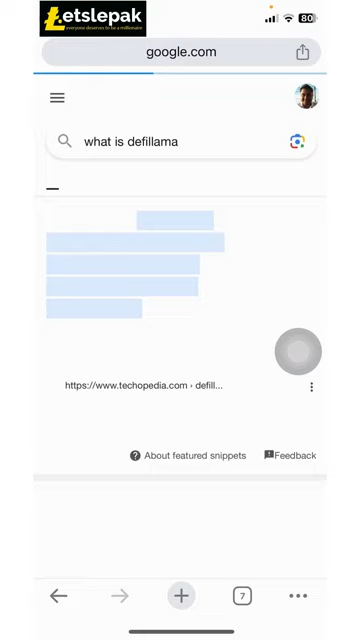 Letslepak
everyone deserves to be a millionaire
80
google.com
what is defillama
https://www.techopedia.com › defill...
About featured snippets
Feedback
7